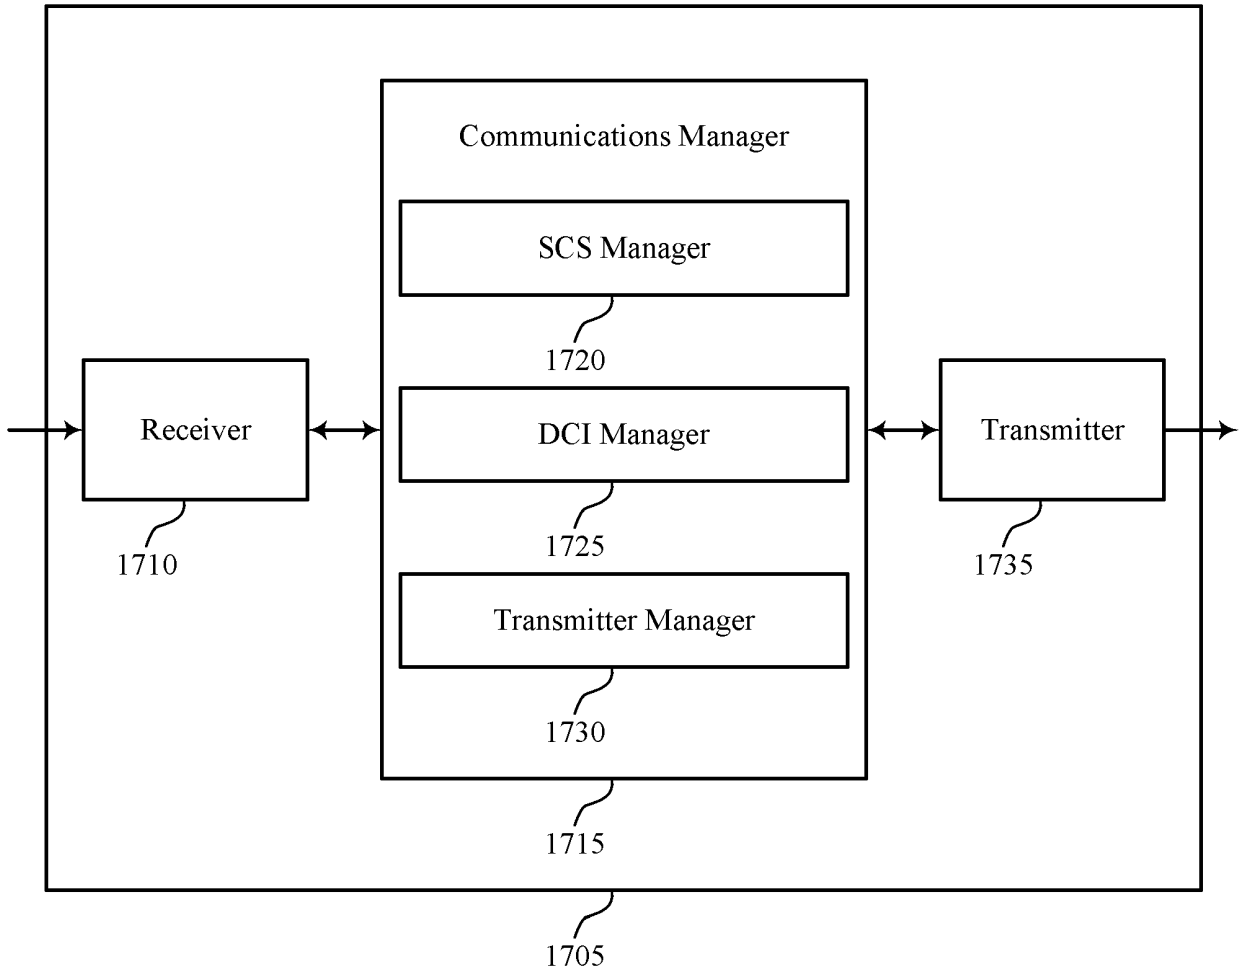 Communications Manager
SCS Manager
1720
Receiver
1710
DCI Manager
1725
Transmitter
1735
Transmitter Manager
1730
1715
1705